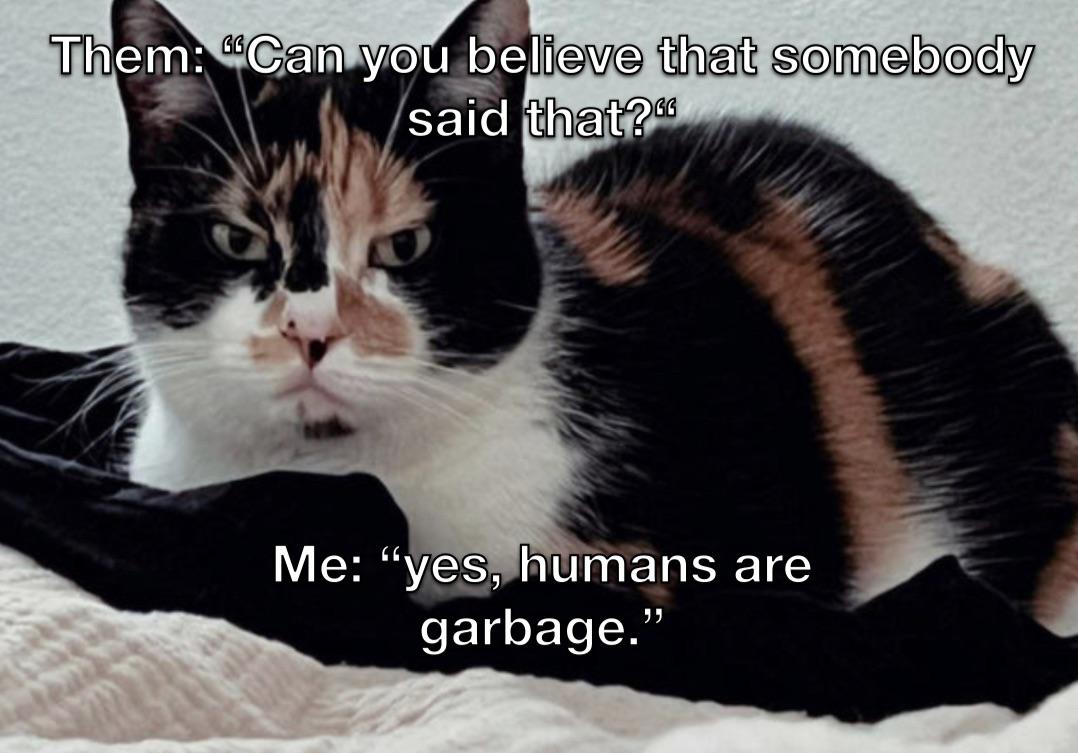 Them: “Can you believe that somebody
said that?“
Me: “yes, humans are
garbage.”